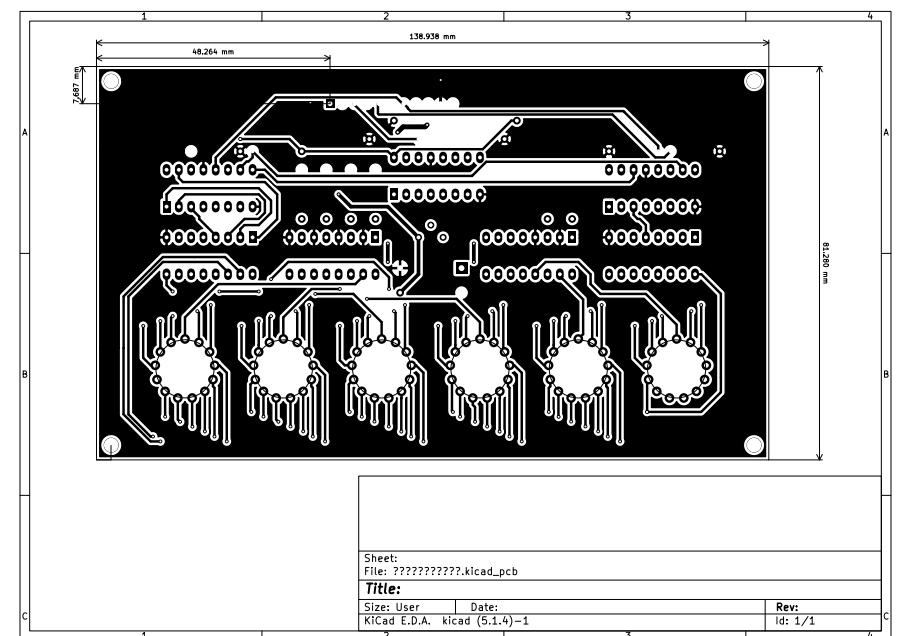 1 2 3 4
138.938 mm
48.264 mm
7.687 mm
A A
81.280 mm
B B
Sheet:
File: ???????????.kicad_pcb
Title:
Size: User Date: Rev:
KiCad E.D.A. kicad (5.1.4)-1 Id: 1/1
C C
1 2 3 4